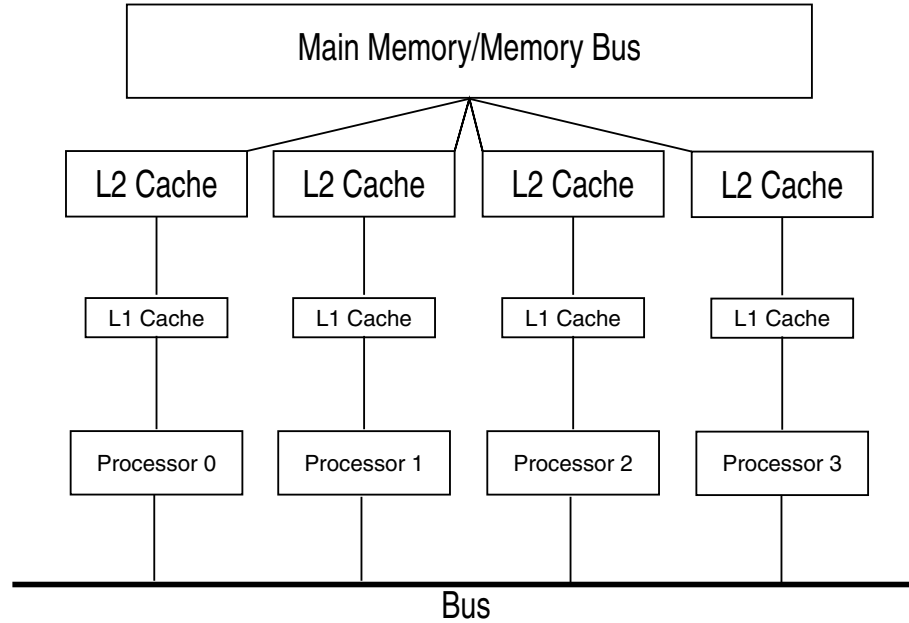 Main Memory/Memory Bus
L2 Cache
L2 Cache
L2 Cache
L2 Cache
L1 Cache
L1 Cache
L1 Cache
L1 Cache
Processor 0
Processor 1
Processor 2
Processor 3
Bus